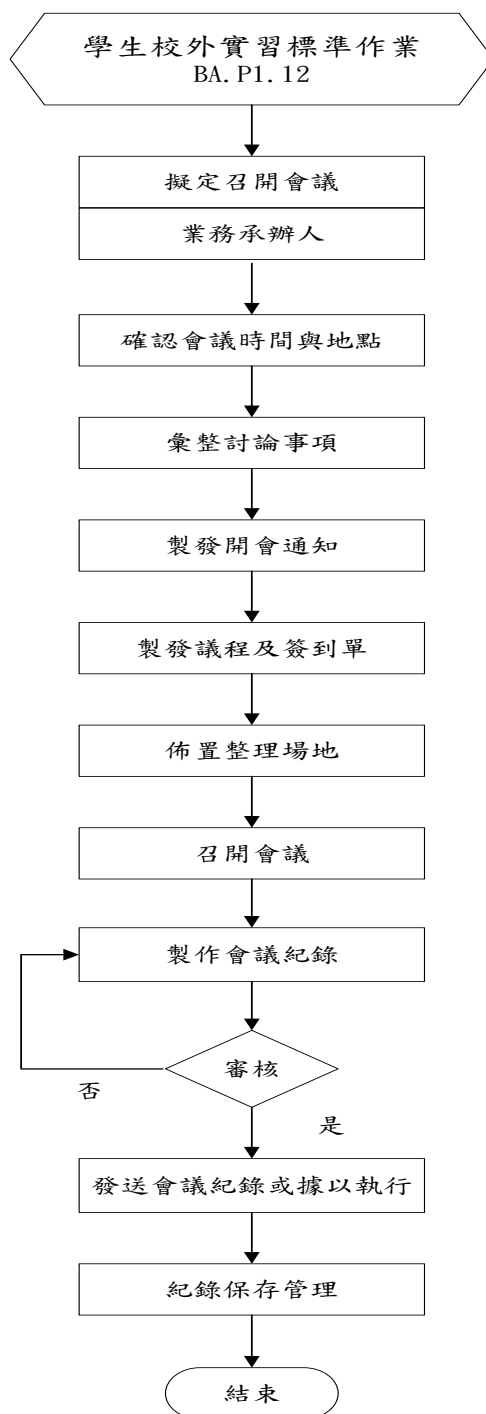 學生校外實習標準作業
BA.P1.12
擬定召開會議
業務承辦人
確認會議時間與地點
彙整討論事項
製發開會通知
製發議程及簽到單
佈置整理場地
召開會議
製作會議紀錄
審核
否
是
發送會議紀錄或據以執行
紀錄保存管理
結束